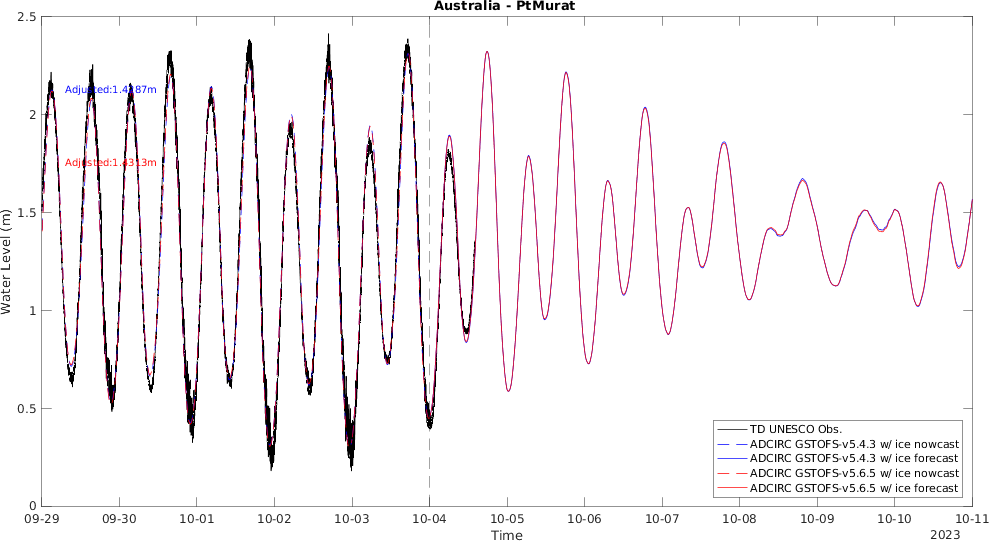 Australia - PtMurat
2.5
2
1.5
1
0.5
0
Water Level (m)
Adjusted:1.4287m
Adjusted:1.4313m
TD UNESCO Obs.
ADCIRC GSTOFS-v5.4.3 w/ ice nowcast
ADCIRC GSTOFS-v5.4.3 w/ ice forecast
ADCIRC GSTOFS-v5.6.5 w/ ice nowcast
ADCIRC GSTOFS-v5.6.5 w/ ice forecast
09-29 09-30 10-01 10-02 10-03 10-04 10-05 10-06 10-07 10-08 10-09 10-10 10-11
Time
2023